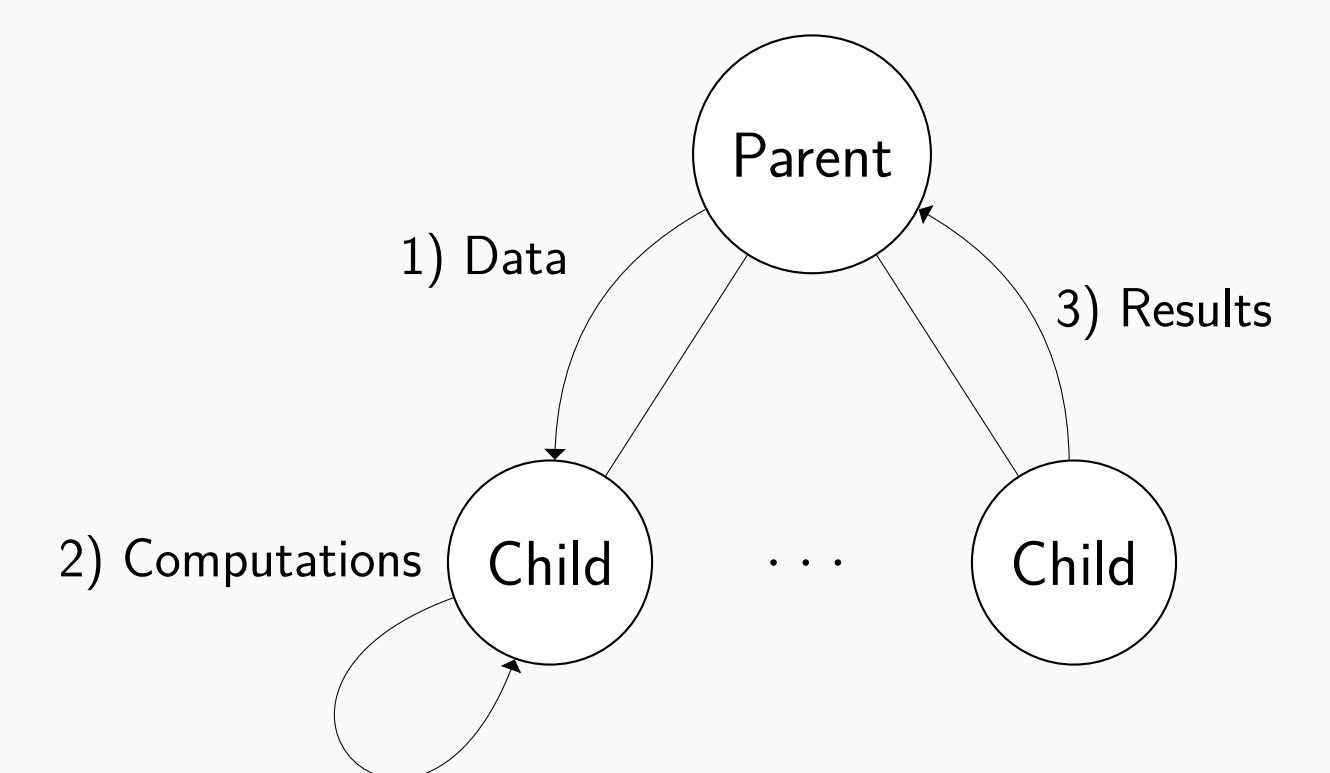 Parent
1) Data
3) Results
2) Computations
Child
. . .
Child